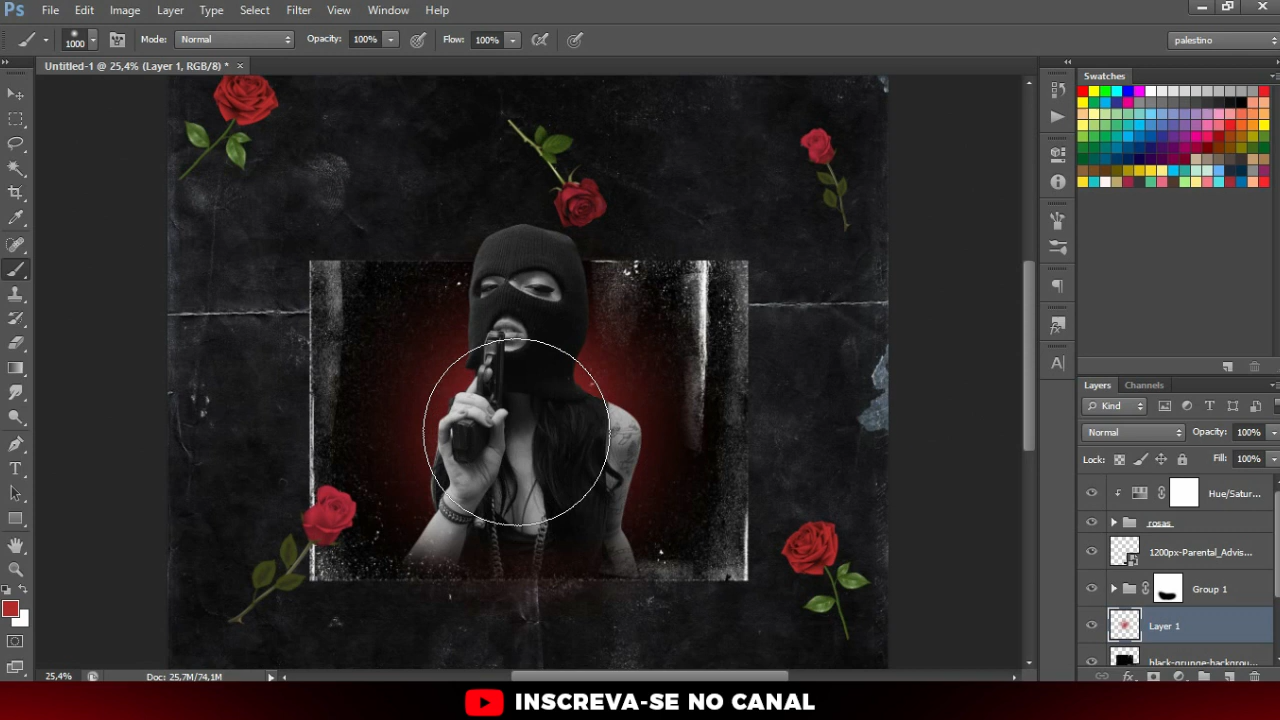 Ps File Edit Image Layer Type Select Filter View Window Help
1000 Mode: Normal Opacity: 100% Flow: 100% palestino
Untitled-1 @ 25,4% (Layer 1, RGB/8) * ×
Swatches
Layers Channels
Kind T
Normal Opacity: 100%
Lock: Fill: 100%
Hue/Satur...
rosas
1200px-Parental_Advis...
Group 1
Layer 1
black-grunge-backgrou...
25,4% Doc: 25,7M/74,1M
INSCREVA-SE NO CANAL